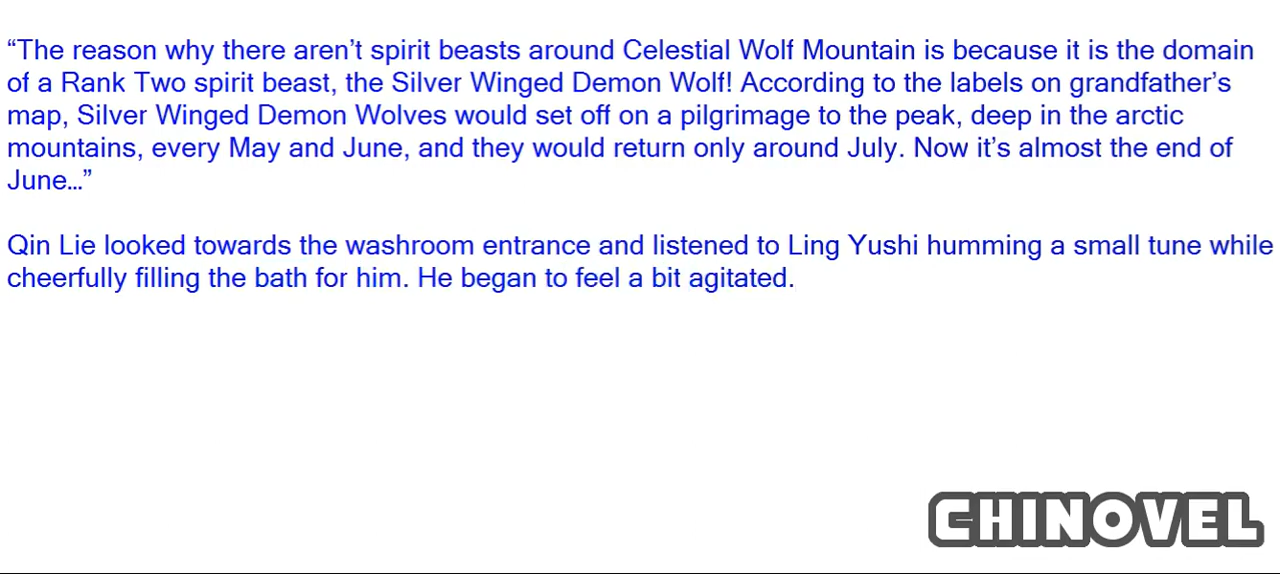 “The reason why there aren’t spirit beasts around Celestial Wolf Mountain is because it is the domain
of a Rank Two spirit beast, the Silver Winged Demon Wolf! According to the labels on grandfather’s
map, Silver Winged Demon Wolves would set off on a pilgrimage to the peak, deep in the arctic
mountains, every May and June, and they would return only around July. Now it’s almost the end of
June…”
Qin Lie looked towards the washroom entrance and listened to Ling Yushi humming a small tune while
cheerfully filling the bath for him. He began to feel a bit agitated.
CHINOVEL